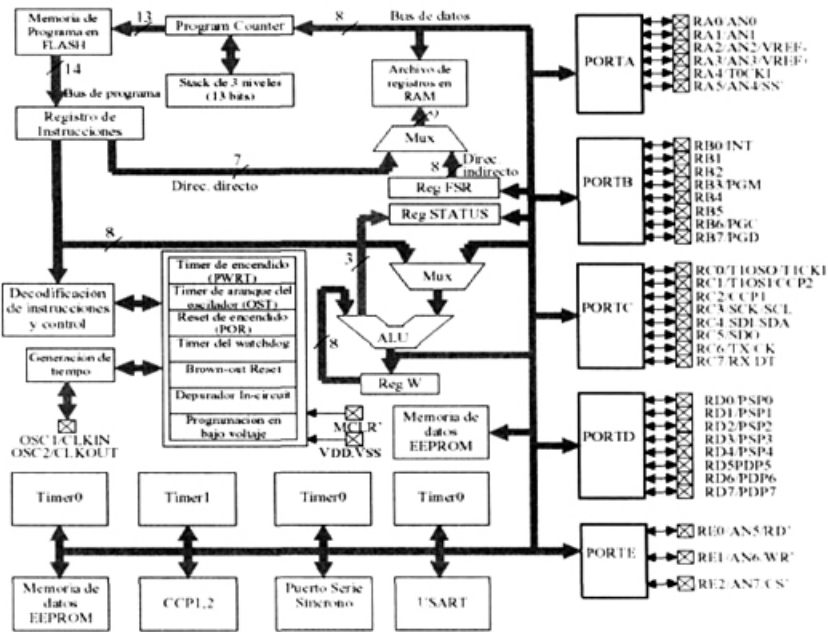 Memoria de
Programa en
FLASH
13
Program Counter
8
Bus de datos
14
Bus de programa
Stack de 3 niveles
(13 bits)
Archivo de
registros en
RAM
9
Registro de
Instrucciones
Mux
7
Direc. directo
8
Direc
indirecto
Reg FSR
Reg STATUS
8
3
Mux
Decodificación
de instrucciones
y control
Timer de encendido
(PWRT)
Timer de aranque del
oscilador (OST)
Reset de encendido
(POR)
Timer del watchdog
Brown-out Reset
Depurador In-circuit
Programación en
bajo voltaje
ALU
8
Reg W
Generación de
tiempo
OSC1/CLKIN
OSC2/CLKOUT
MCLR'
VDD,VSS
Memoria de
datos
EEPROM
Timer0
Timer1
Timer0
Timer0
Memoria de
datos
EEPROM
CCP1,2
Puerto Serie
Síncrono
USART
PORTA
RA0/AN0
RA1/AN1
RA2/AN2/VREF-
RA3/AN3/VREF+
RA4/T0CK1
RA5/AN4/SS'
PORTB
RB0/INT
RB1
RB2
RB3/PGM
RB4
RB5
RB6/PGC
RB7/PGD
PORTC
RC0/T1OSO/T1CK1
RC1/T1OS1/CCP2
RC2/CCP1
RC3/SCK/SCL
RC4/SDI/SDA
RC5/SDO
RC6/TX/CK
RC7/RX/DT
PORTD
RD0/PSP0
RD1/PSP1
RD2/PSP2
RD3/PSP3
RD4/PSP4
RD5PDP5
RD6/PDP6
RD7/PDP7
PORTE
RE0/AN5/RD'
RE1/AN6/WR'
RE2/AN7/CS'